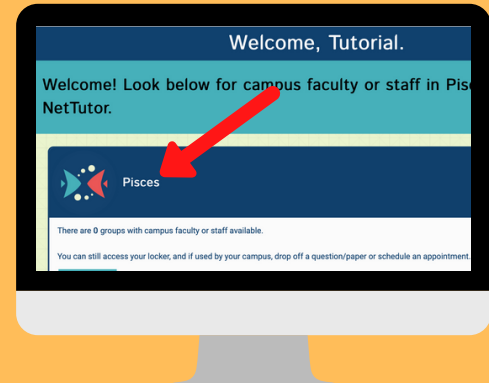 Welcome, Tutorial.
Welcome! Look below for campus faculty or staff in
NetTutor.
Pisces
There are 0 groups with campus faculty or staff available.
You can still access your locker, and if used by your campus, drop off a question/paper or schedule an appointment.